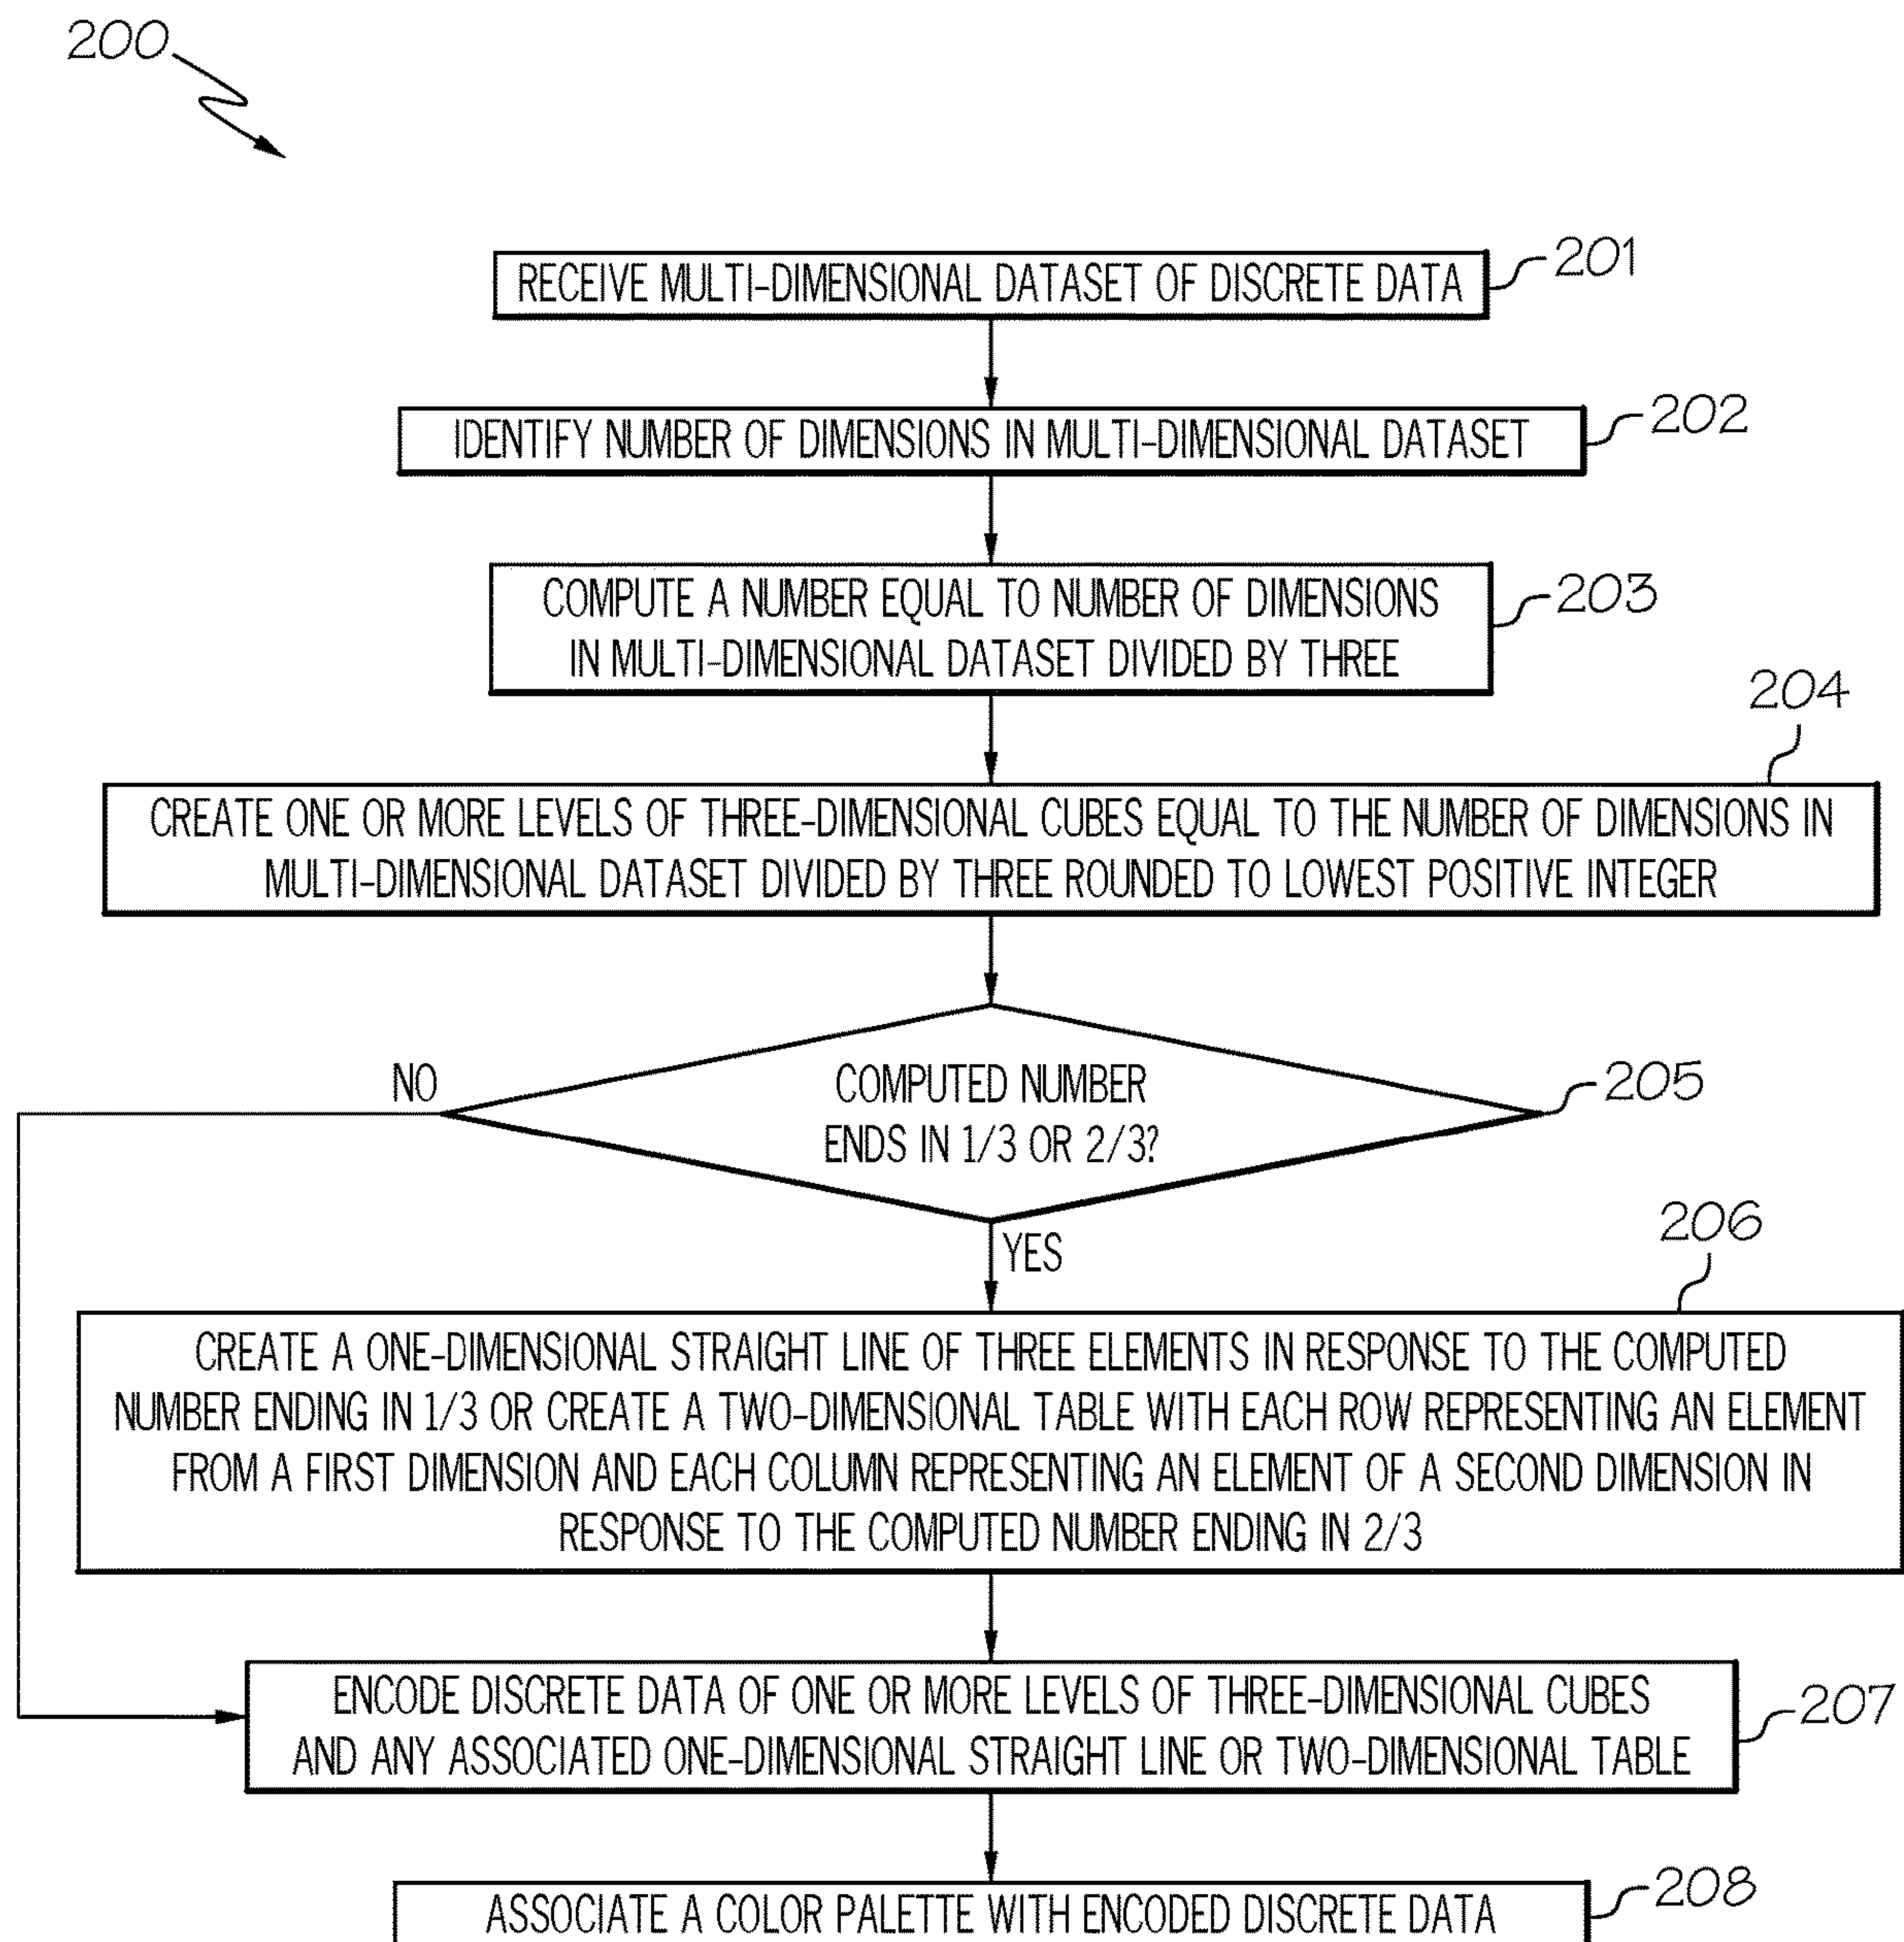 200
RECEIVE MULTI-DIMENSIONAL DATASET OF DISCRETE DATA
201
IDENTIFY NUMBER OF DIMENSIONS IN MULTI-DIMENSIONAL DATASET
202
COMPUTE A NUMBER EQUAL TO NUMBER OF DIMENSIONS
IN MULTI-DIMENSIONAL DATASET DIVIDED BY THREE
203
204
CREATE ONE OR MORE LEVELS OF THREE-DIMENSIONAL CUBES EQUAL TO THE NUMBER OF DIMENSIONS IN
MULTI-DIMENSIONAL DATASET DIVIDED BY THREE ROUNDED TO LOWEST POSITIVE INTEGER
NO
COMPUTED NUMBER
ENDS IN 1/3 OR 2/3?
205
YES
206
CREATE A ONE-DIMENSIONAL STRAIGHT LINE OF THREE ELEMENTS IN RESPONSE TO THE COMPUTED
NUMBER ENDING IN 1/3 OR CREATE A TWO-DIMENSIONAL TABLE WITH EACH ROW REPRESENTING AN ELEMENT
FROM A FIRST DIMENSION AND EACH COLUMN REPRESENTING AN ELEMENT OF A SECOND DIMENSION IN
RESPONSE TO THE COMPUTED NUMBER ENDING IN 2/3
ENCODE DISCRETE DATA OF ONE OR MORE LEVELS OF THREE-DIMENSIONAL CUBES
AND ANY ASSOCIATED ONE-DIMENSIONAL STRAIGHT LINE OR TWO-DIMENSIONAL TABLE
207
ASSOCIATE A COLOR PALETTE WITH ENCODED DISCRETE DATA
208